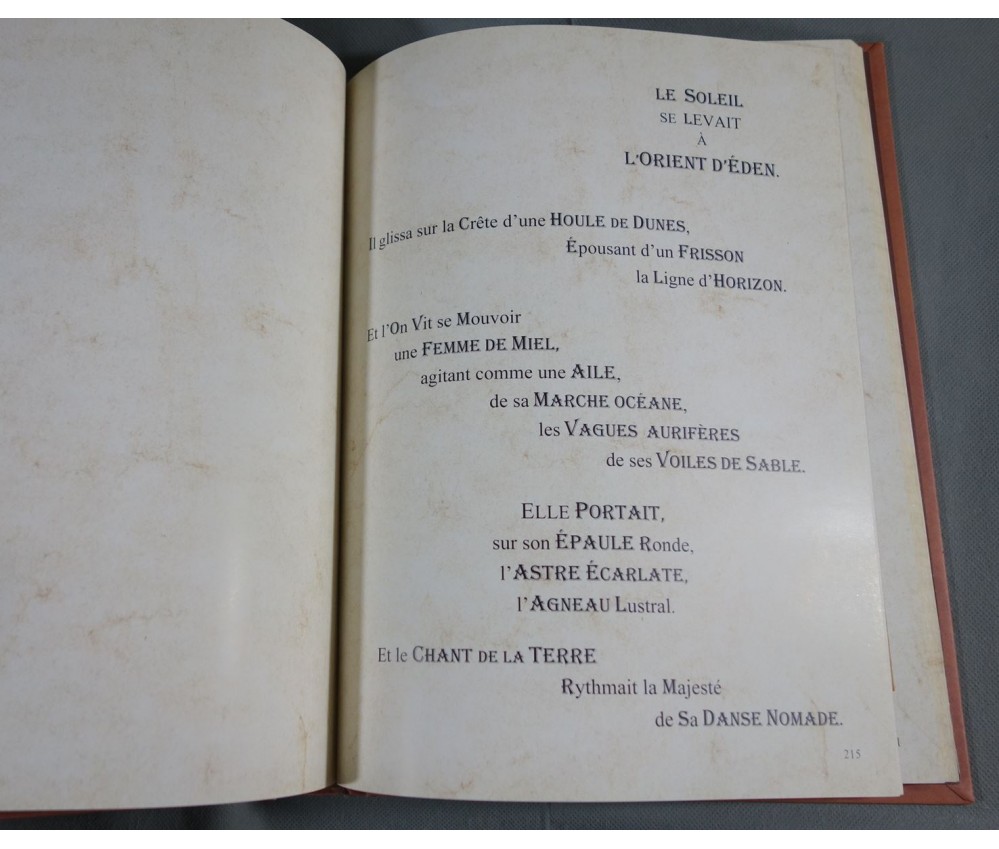 LE SOLEIL
SE LEVAIT
À
L'ORIENT D'ÉDEN.
Il glissa sur la Crête d'une HOULE DE DUNES,
Épousant d'un FRISSON
la Ligne d'HORIZON.
Et l'On Vit se Mouvoir
une FEMME DE MIEL,
agitant comme une AILE,
de sa MARCHE OCÉANE,
les VAGUES AURIFÈRES
de ses VOILES DE SABLE.
ELLE PORTAIT,
sur son ÉPAULE Ronde,
l'ASTRE ÉCARLATE,
l'AGNEAU Lustral.
Et le CHANT DE LA TERRE
Rythmait la Majesté
de Sa DANSE NOMADE.
215